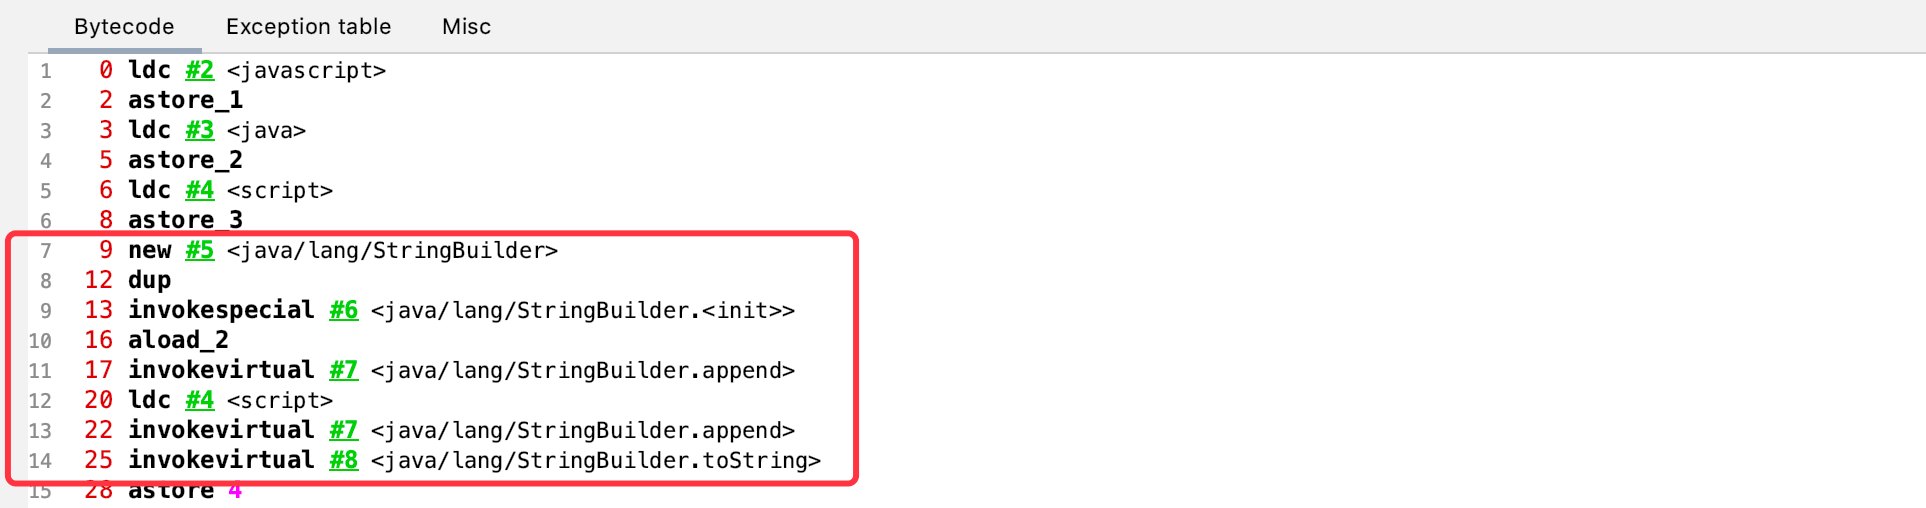 Bytecode Exception table Misc
1 0 ldc #2 <javascript>
2 2 astore_1
3 3 ldc #3 <java>
4 5 astore_2
5 6 ldc #4 <script>
6 8 astore_3
7 9 new #5 <java/lang/StringBuilder>
8 12 dup
9 13 invokespecial #6 <java/lang/StringBuilder.<init>>
10 16 aload_2
11 17 invokevirtual #7 <java/lang/StringBuilder.append>
12 20 ldc #4 <script>
13 22 invokevirtual #7 <java/lang/StringBuilder.append>
14 25 invokevirtual #8 <java/lang/StringBuilder.toString>
15 28 astore 4